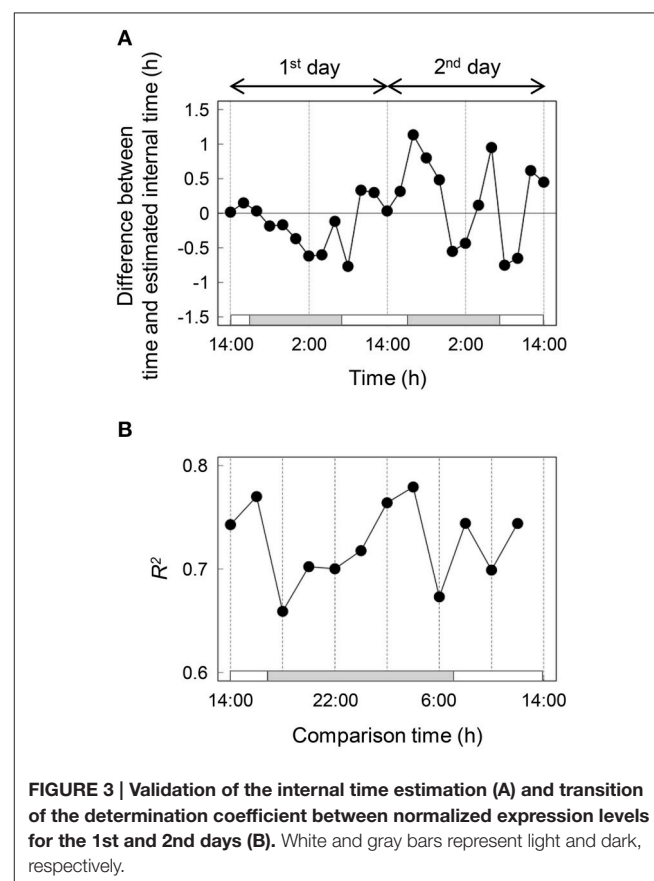 A
1st day
2nd day
Difference between
time and estimated internal time (h)
1.5
1
0.5
0
-0.5
-1
-1.5
14:00
2:00
14:00
2:00
14:00
Time (h)
B
R²
0.8
0.7
0.6
14:00
22:00
6:00
14:00
Comparison time (h)
FIGURE 3 | Validation of the internal time estimation (A) and transition
of the determination coefficient between normalized expression levels
for the 1st and 2nd days (B). White and gray bars represent light and dark,
respectively.